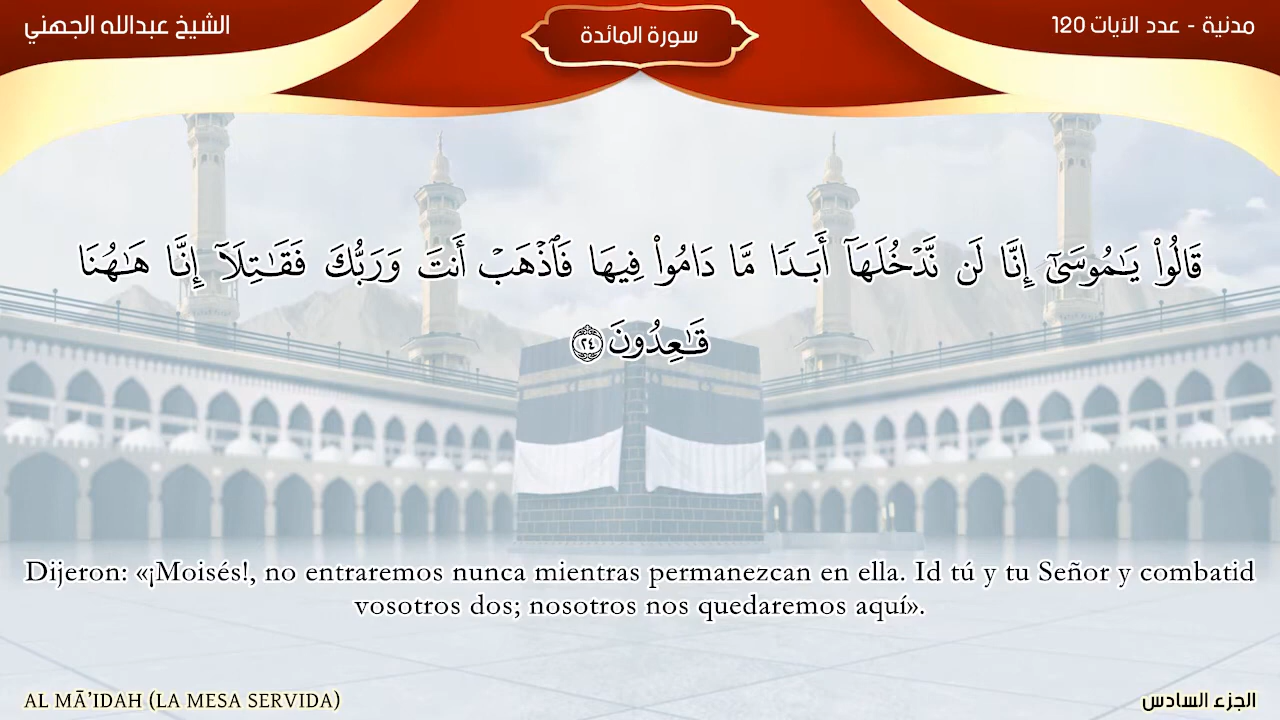 الشيخ عبدالله الجهني
سورة المائدة
مدنية - عدد الآيات 120
قَالُوا۟ يَـٰمُوسَىٰٓ إِنَّا لَن نَّدْخُلَهَآ أَبَدًۭا مَّا دَامُوا۟ فِيهَا فَٱذْهَبْ أَنتَ وَرَبُّكَ فَقَـٰتِلَآ إِنَّا هَـٰهُنَا
قَـٰعِدُونَ ٢٤
Dijeron: «¡Moisés!, no entraremos nunca mientras permanezcan en ella. Id tú y tu Señor y combatid
vosotros dos; nosotros nos quedaremos aquí».
AL MĀ’IDAH (LA MESA SERVIDA)
الجزء السادس